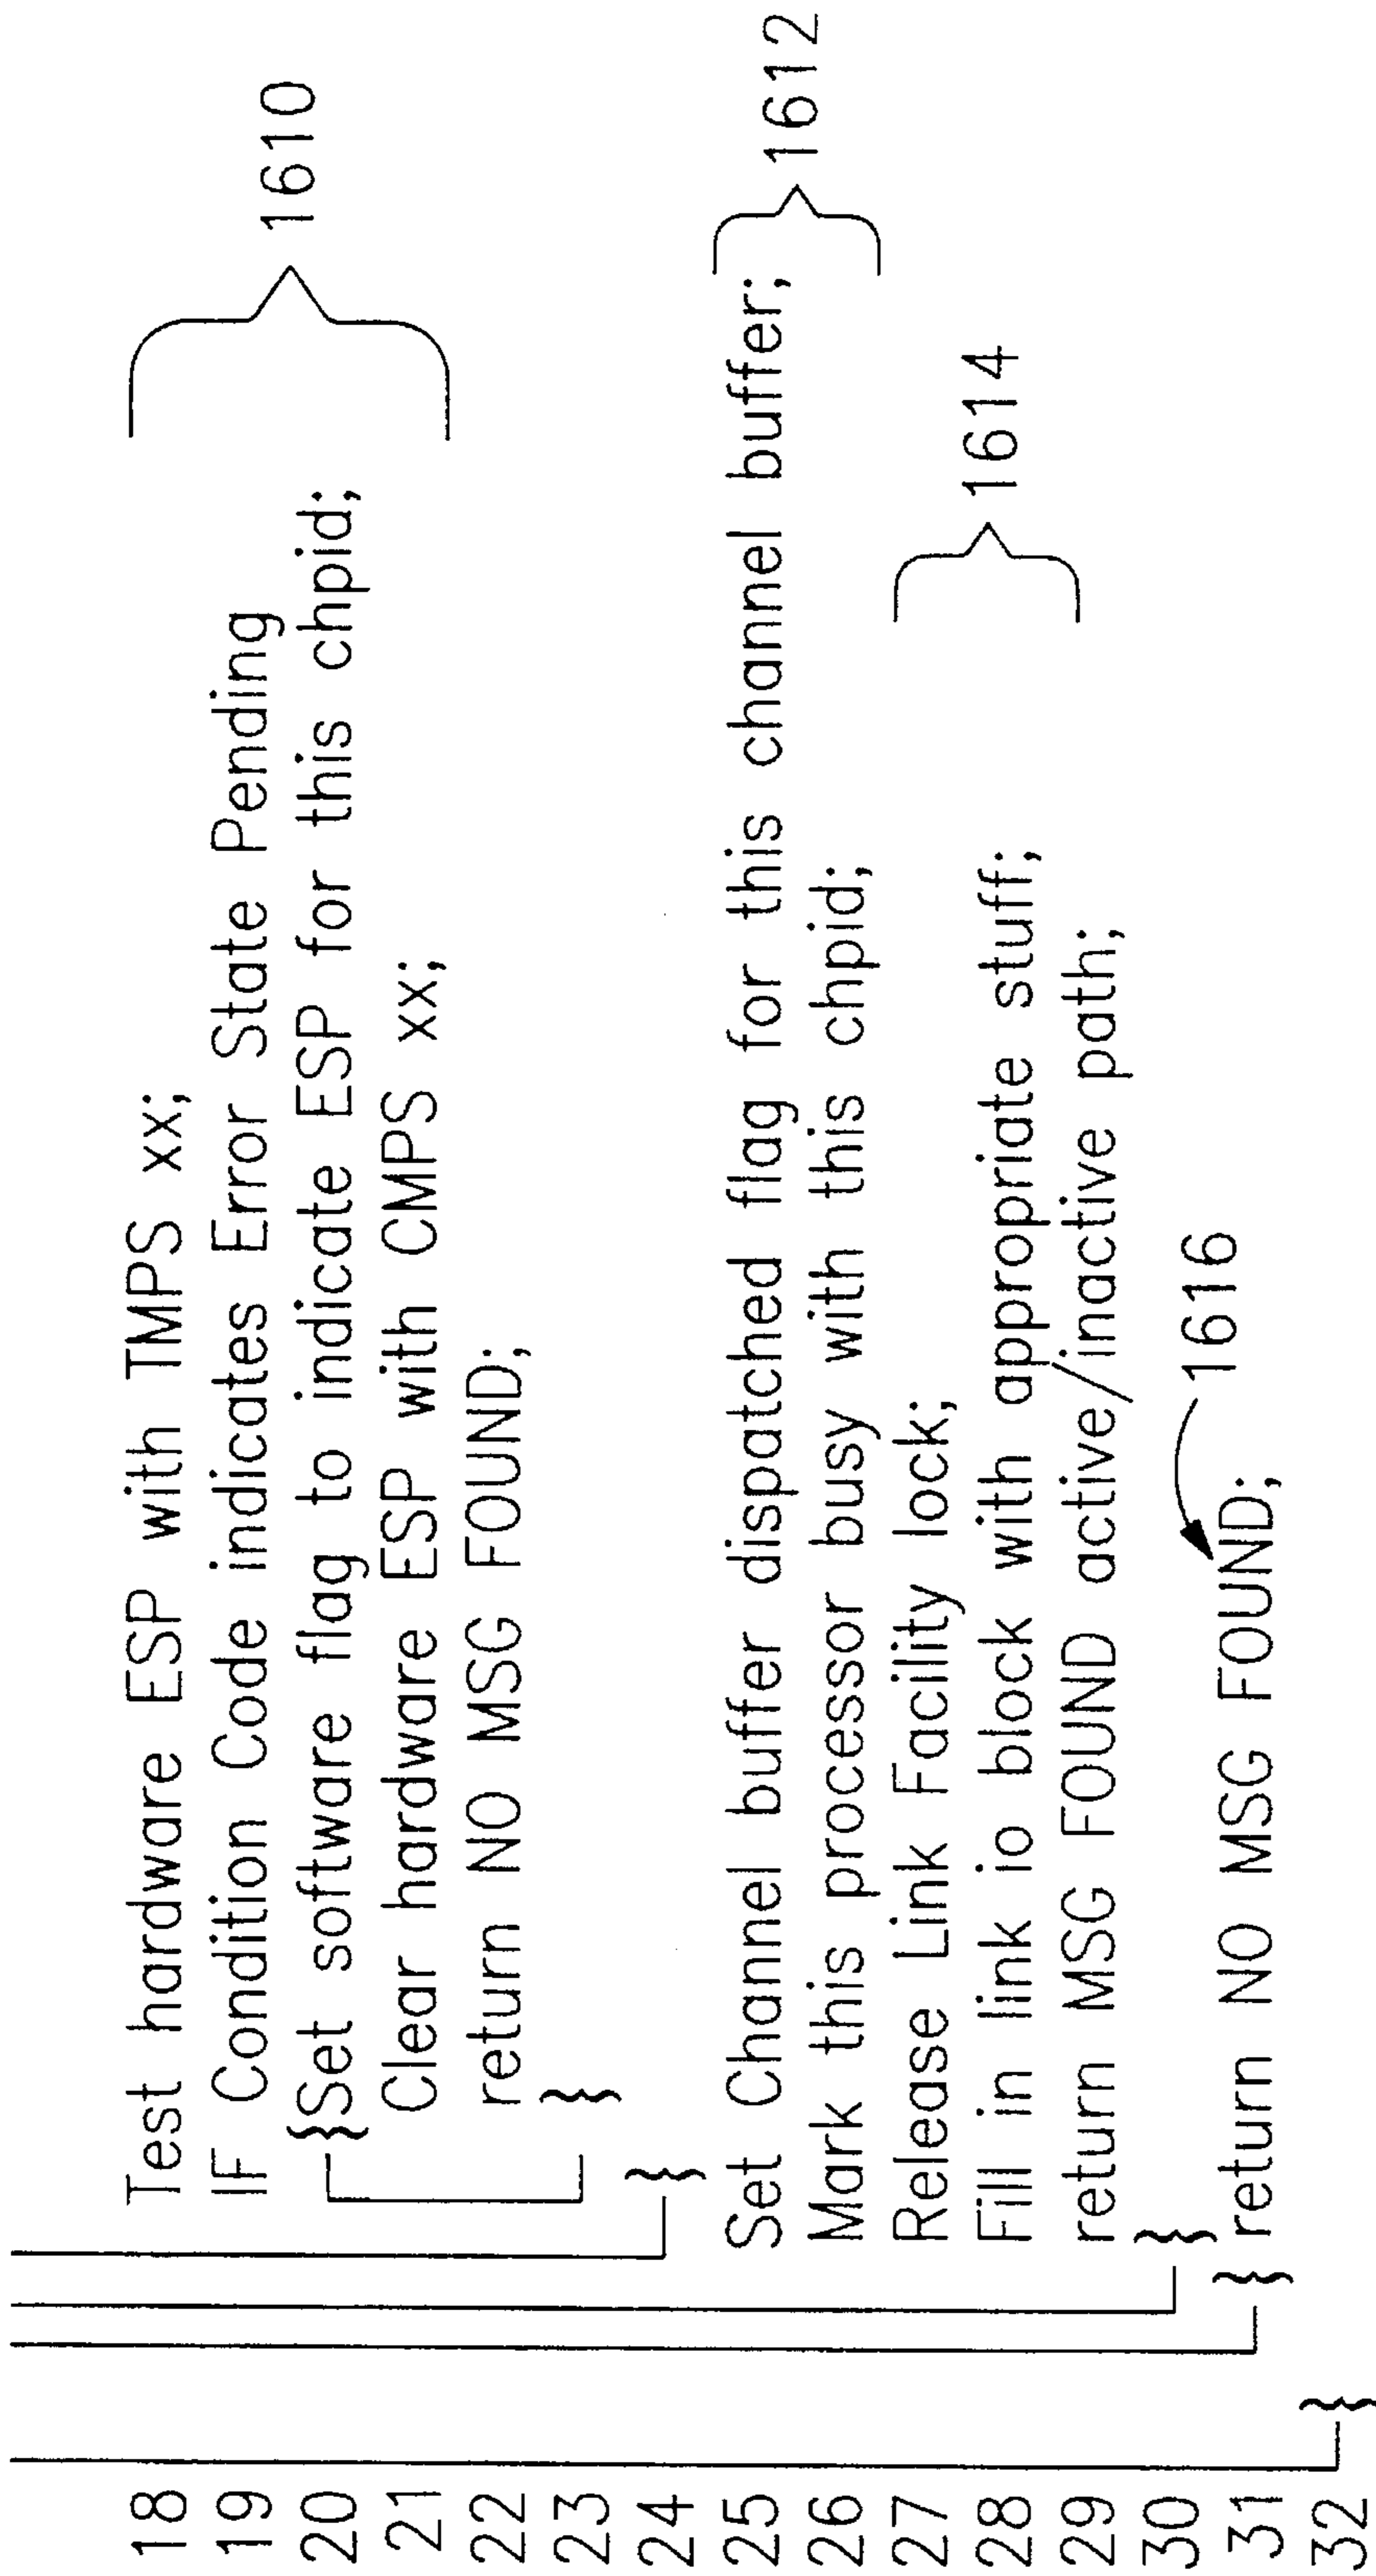 18 Test hardware ESP with TMPS xx;
19 IF Condition Code indicates Error State Pending
20 {Set software flag to indicate ESP for this chpid;
21 Clear hardware ESP with CMPS xx;
22 return NO MSG FOUND;
23 }
1610
24 }
25 Set Channel buffer dispatched flag for this channel buffer;
26 Mark this processor busy with this chpid;
1612
27 Release Link Facility lock;
28 Fill in link io block with appropriate stuff;
29 return MSG FOUND active/inactive path;
1614
30 }
31 } return NO MSG FOUND;
1616
32 }